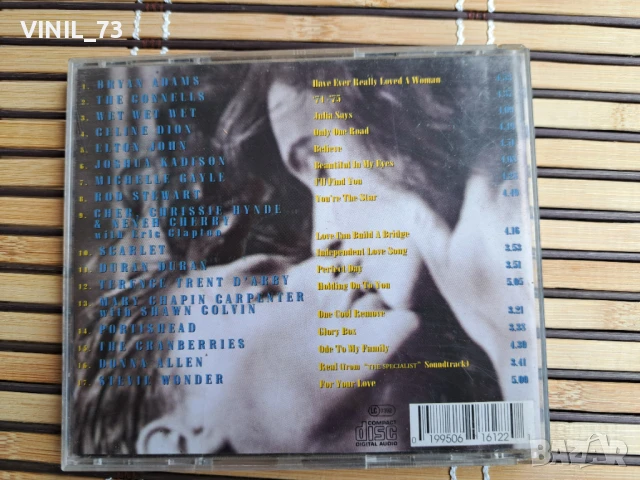 VINIL_73
1. BRYAN ADAMS Have Ever Really Loved A Woman
2. THE CONNELLS 74-'75
3. WET WET WET Julia Says
4. CELINE DION Only One Road
5. ELTON JOHN Believe
6. JOSHUA KADISON Beautiful In My Eyes
7. MICHELLE GAYLE I'll Find You
8. ROD STEWART You're The Star 4.48
9. CHER, CHRISSIE HYNDE
& NENEH CHERRY
with Eric Clapton Love Can Build A Bridge 4.16
10. SCARLET Independent Love Song 3.53
11. DURAN DURAN Perfect Day 3.51
12. TERENCE TRENT D'ARBY Holding On To You 5.05
13. MARY CHAPIN CARPENTER
with SHAWN COLVIN One Cool Remove 3.21
14. PORTISHEAD Glory Box 3.35
15. THE CRANBERRIES Ode To My Family 4.30
16. DONNA ALLEN Real (from "THE SPECIALIST" Soundtrack) 3.41
17. STEVIE WONDER For Your Love 5.00
COMPACT
disc
DIGITAL AUDIO
0 199506 16122
BAZAR